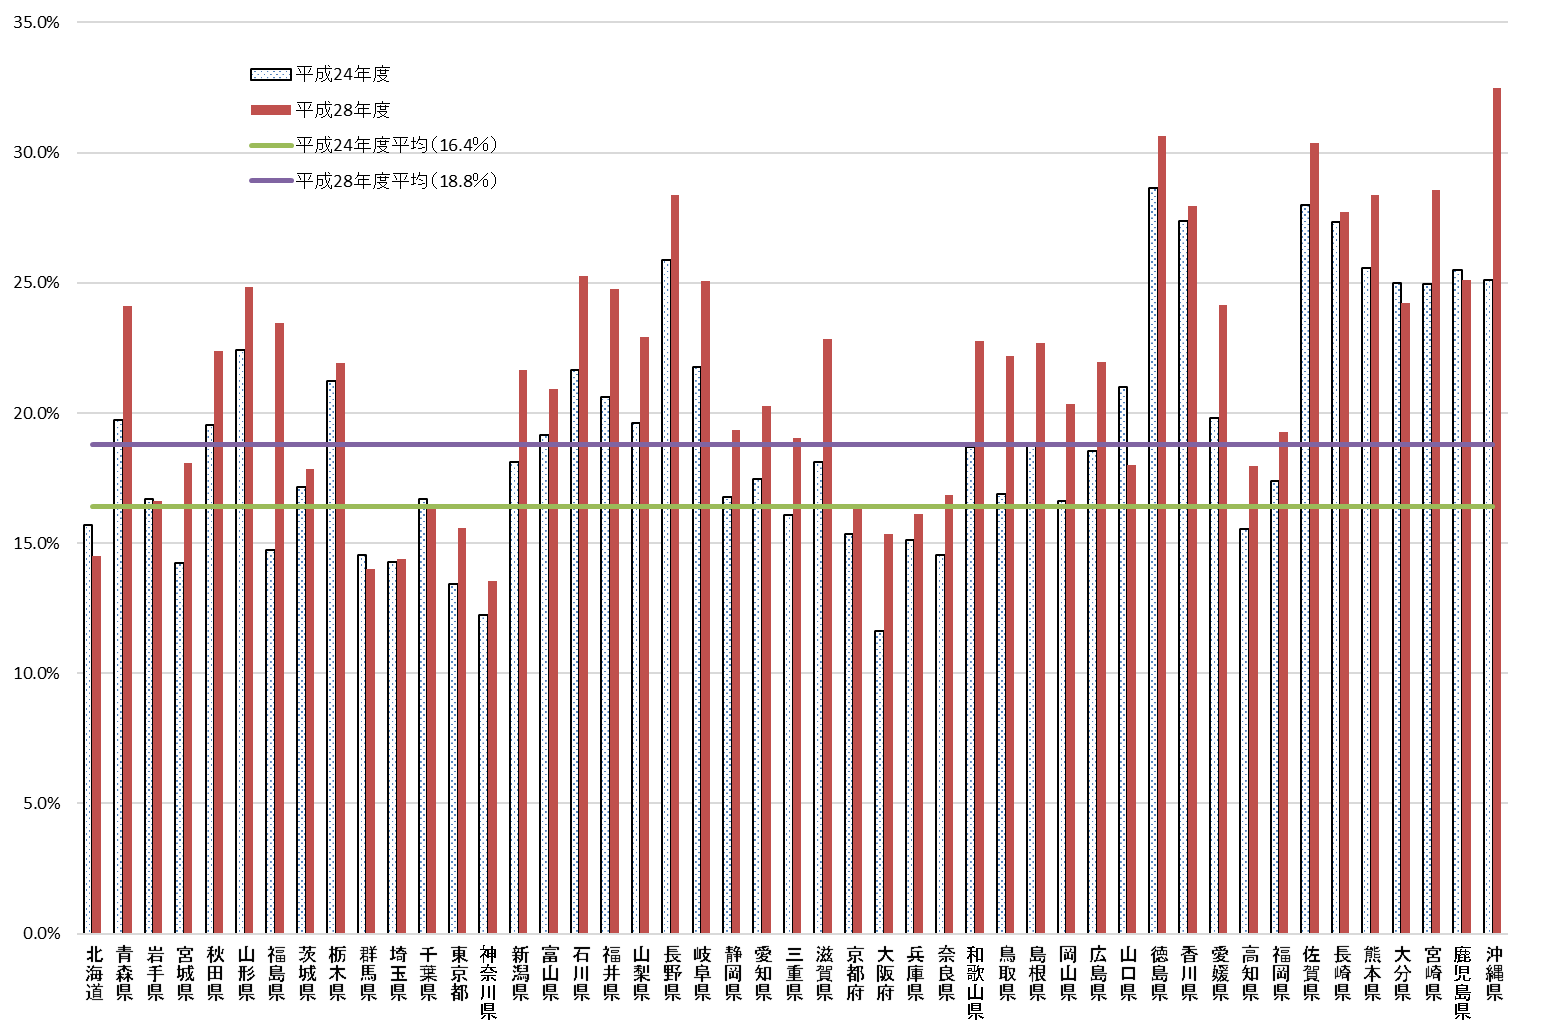 35.0%
30.0%
25.0%
20.0%
15.0%
10.0%
5.0%
0.0%
平成24年度
平成28年度
平成24年度平均（16.4%）
平成28年度平均（18.8%）
北海道
青森県
岩手県
宮城県
秋田県
山形県
福島県
茨城県
栃木県
群馬県
埼玉県
千葉県
東京都
神奈川県
新潟県
富山県
石川県
福井県
山梨県
長野県
岐阜県
静岡県
愛知県
三重県
滋賀県
京都府
大阪府
兵庫県
奈良県
和歌山県
鳥取県
島根県
岡山県
広島県
山口県
徳島県
香川県
愛媛県
高知県
福岡県
佐賀県
長崎県
熊本県
大分県
宮崎県
鹿児島県
沖縄県